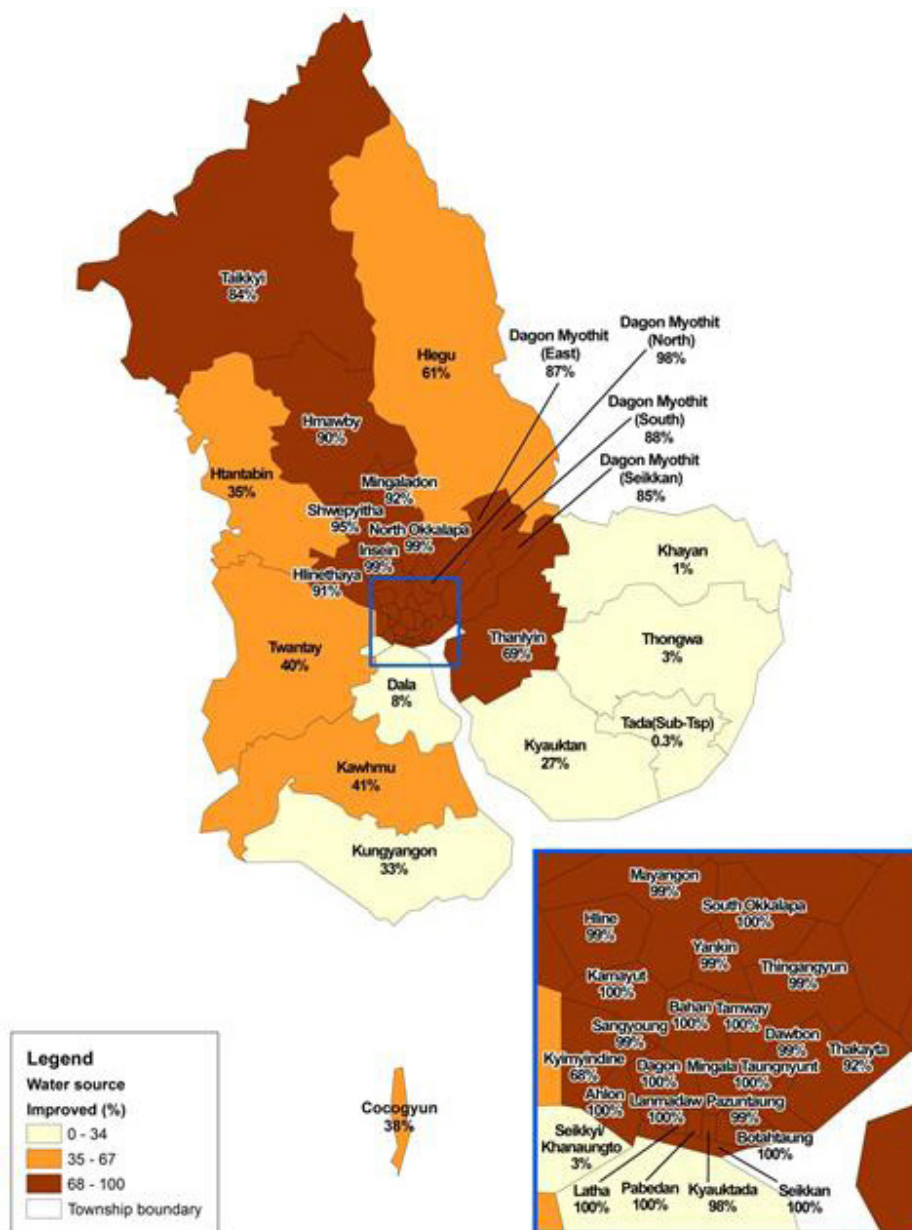 Taikkyi
84%
Hlegu
61%
Dagon Myothit
(East)
87%
Dagon Myothit
(North)
98%
Dagon Myothit
(South)
88%
Dagon Myothit
(Seikkan)
85%
Hmawby
90%
Htantabin
35%
Mingaladon
92%
Shwepyitha
95%
North Okkalapa
99%
Insein
99%
Hlinethaya
91%
Khayan
1%
Thongwa
3%
Thanlyin
69%
Twantay
40%
Dala
8%
Tada(Sub-Tsp)
0.3%
Kyauktan
27%
Kawhmu
41%
Kungyangon
33%
Cocogyun
38%
Mayangon
99%
South Okkalapa
100%
Hline
99%
Yankin
99%
Thingangyun
99%
Kamayut
100%
Bahan
100%
Tamway
100%
Sangyoung
99%
Dawbon
99%
Thakayta
92%
Kyimyindine
68%
Dagon
100%
Mingala Taungnyunt
100%
Ahlon
100%
Lanmadaw
100%
Pazuntaung
99%
Botahtaung
100%
Seikkyi/
Khanaungto
3%
Latha
100%
Pabedan
100%
Kyauktada
98%
Seikkan
100%
Legend
Water source
Improved (%)
0 - 34
35 - 67
68 - 100
Township boundary